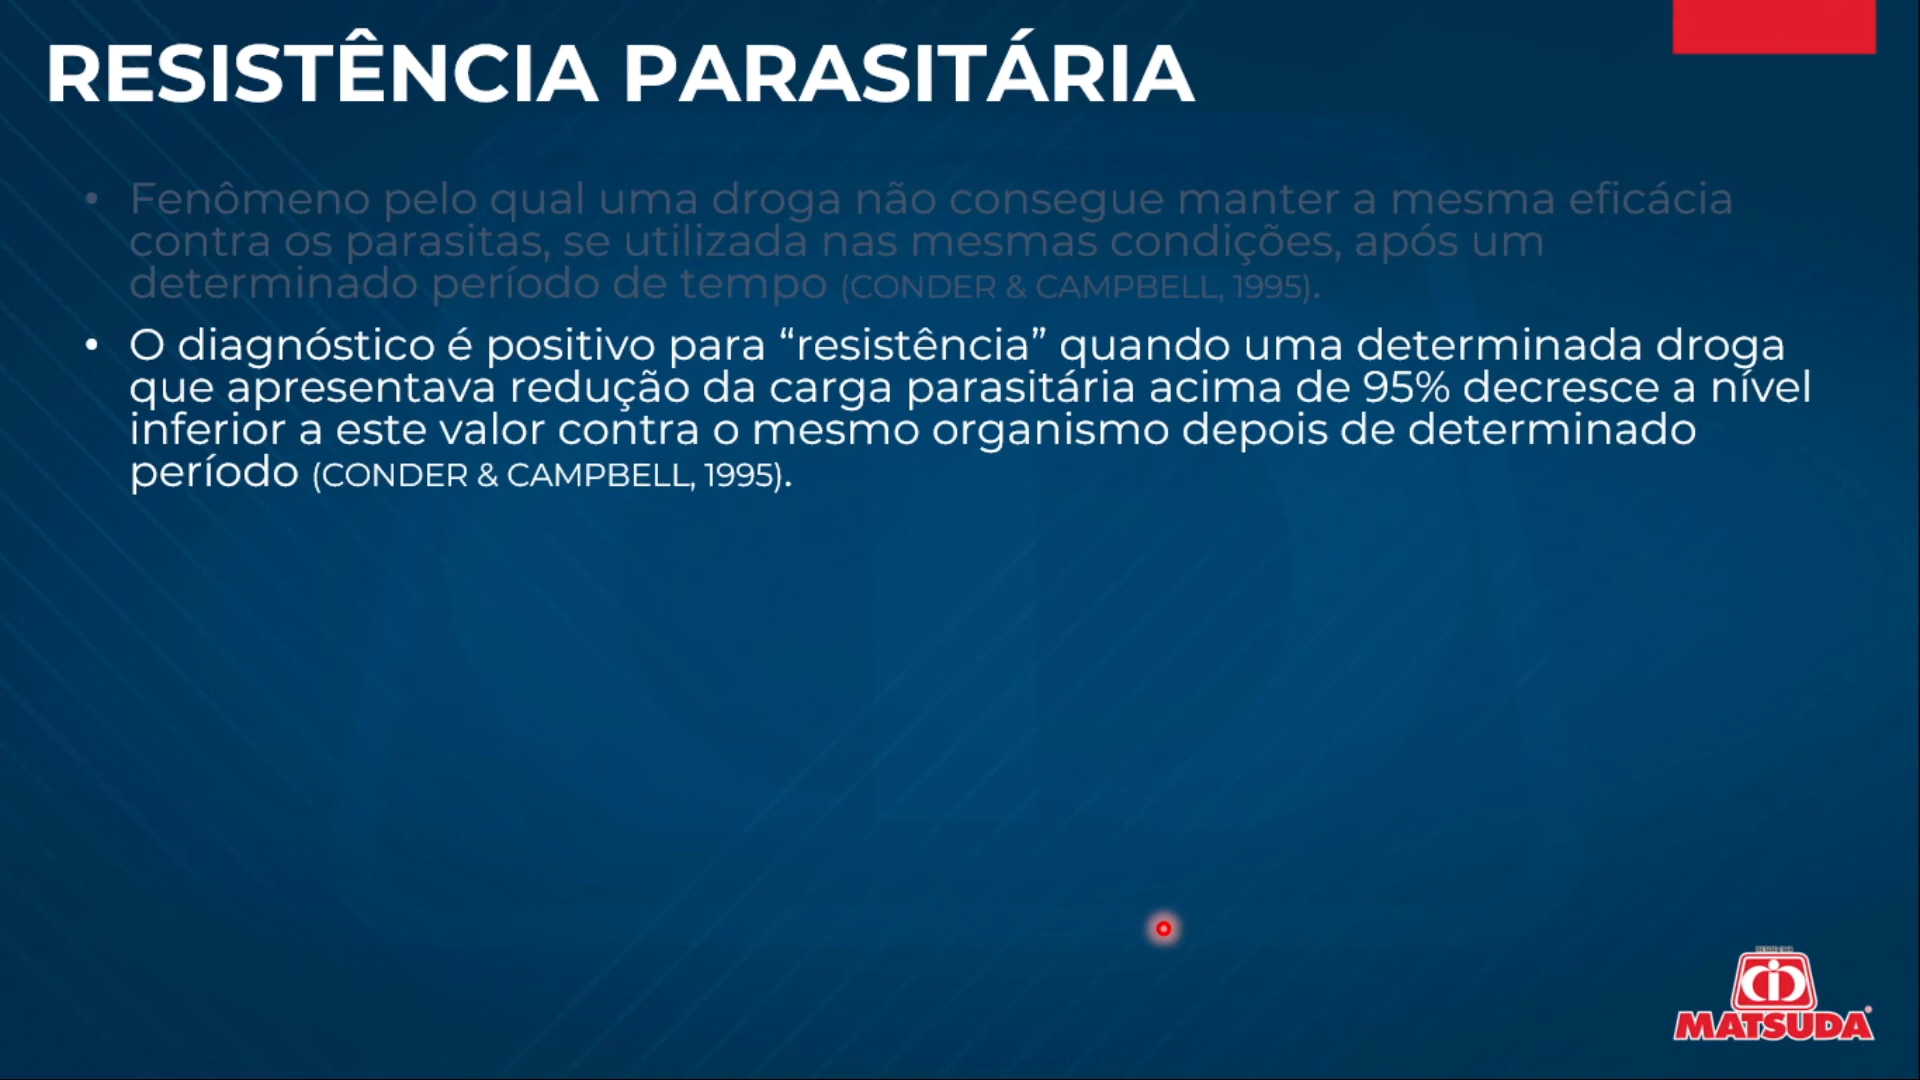 RESISTÊNCIA PARASITÁRIA
• Fenômeno pelo qual uma droga não consegue manter a mesma eficácia
contra os parasitas, se utilizada nas mesmas condições, após um
determinado período de tempo (CONDER & CAMPBELL, 1995).
• O diagnóstico é positivo para “resistência” quando uma determinada droga
que apresentava redução da carga parasitária acima de 95% decresce a nível
inferior a este valor contra o mesmo organismo depois de determinado
período (CONDER & CAMPBELL, 1995).
MATSUDA